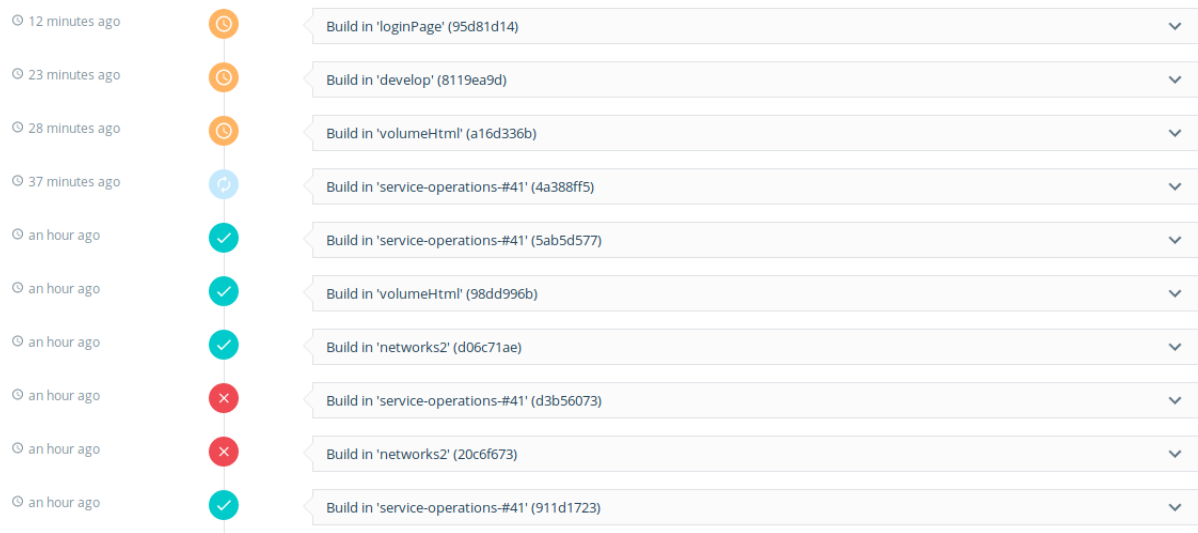 12 minutes ago Build in 'loginPage' (95d81d14)
23 minutes ago Build in 'develop' (8119ea9d)
28 minutes ago Build in 'volumeHtml' (a16d336b)
37 minutes ago Build in 'service-operations-#41' (4a388ff5)
an hour ago Build in 'service-operations-#41' (5ab5d577)
an hour ago Build in 'volumeHtml' (98dd996b)
an hour ago Build in 'networks2' (d06c71ae)
an hour ago Build in 'service-operations-#41' (d3b56073)
an hour ago Build in 'networks2' (20c6f673)
an hour ago Build in 'service-operations-#41' (911d1723)